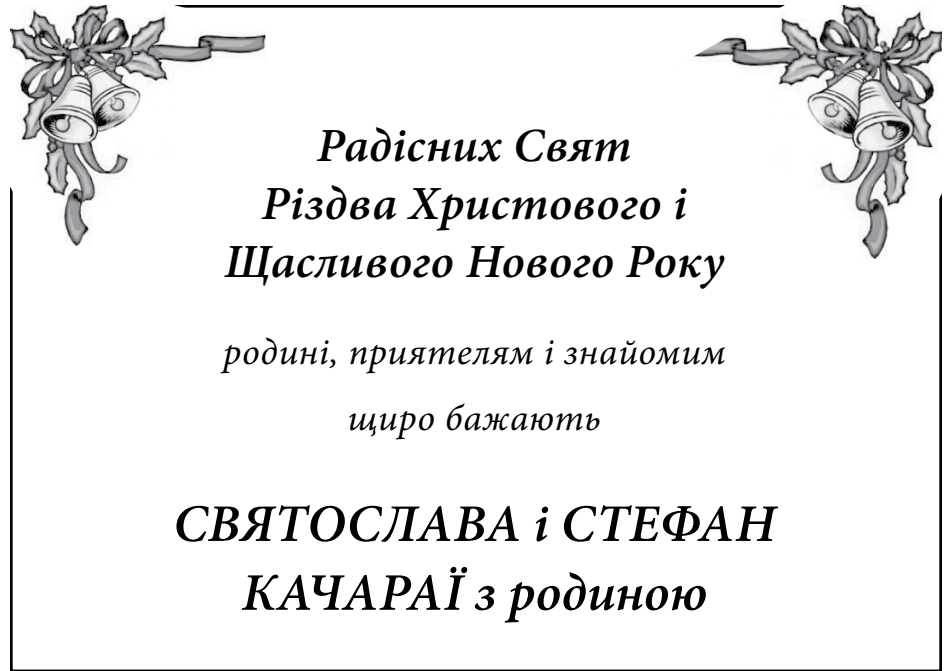 Радісних Свят
Різдва Христового і
Щасливого Нового Року
родині, приятелям і знайомим
щиро бажають
СВЯТОСЛАВА і СТЕФАН
КАЧАРАЇ з родиною